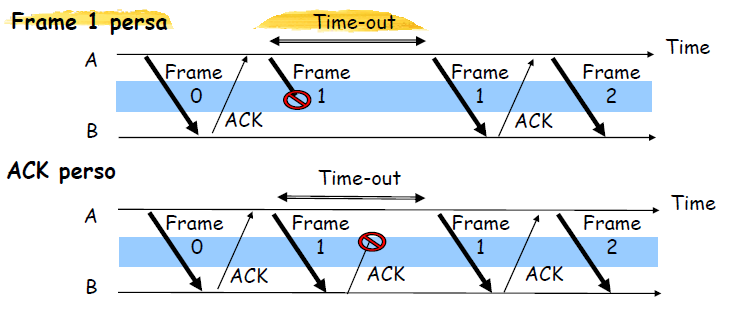 Frame 1 persa
Time-out
A
Time
Frame
0
ACK
Frame
1
Frame
1
ACK
Frame
2
B
ACK perso
Time-out
A
Time
Frame
0
ACK
Frame
1
ACK
Frame
1
ACK
Frame
2
B